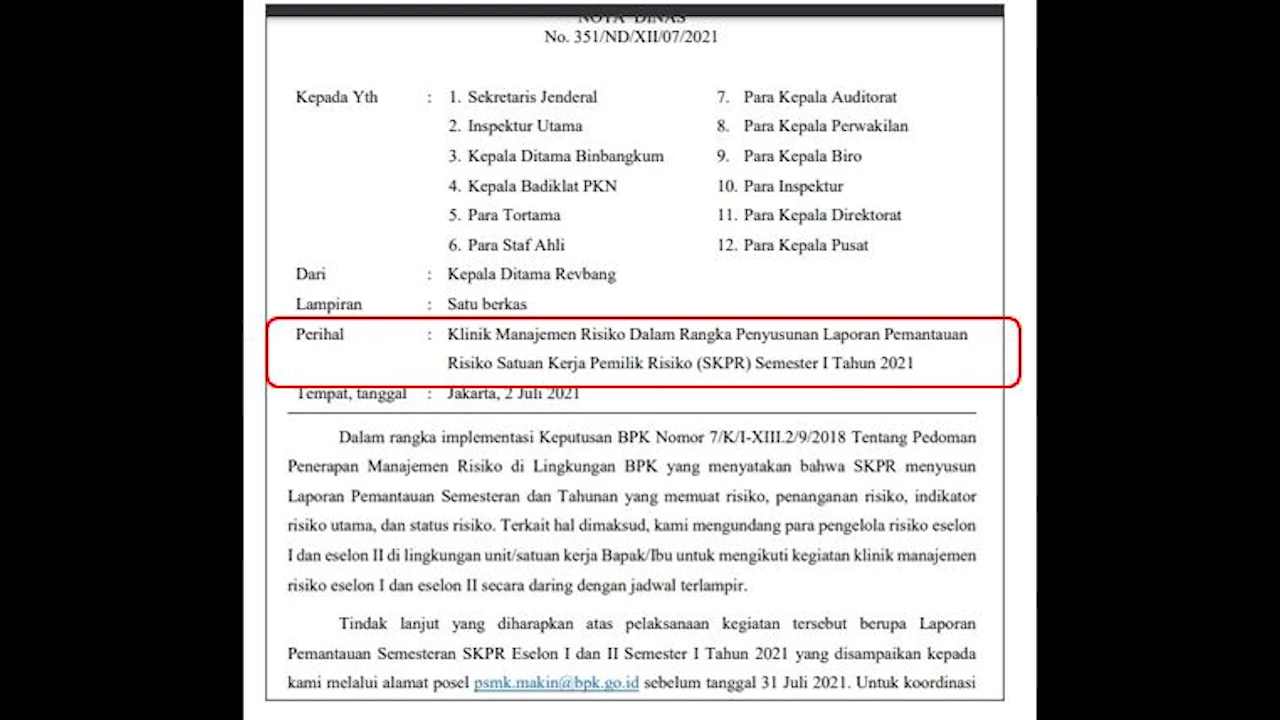 NOTA DINAS
No. 351/ND/XII/07/2021
Kepada Yth : 1. Sekretaris Jenderal 7. Para Kepala Auditorat
2. Inspektur Utama 8. Para Kepala Perwakilan
3. Kepala Ditama Binbangkum 9. Para Kepala Biro
4. Kepala Badiklat PKN 10. Para Inspektur
5. Para Tortama 11. Para Kepala Direktorat
6. Para Staf Ahli 12. Para Kepala Pusat
Dari : Kepala Ditama Revbang
Lampiran : Satu berkas
Perihal : Klinik Manajemen Risiko Dalam Rangka Penyusunan Laporan Pemantauan
Risiko Satuan Kerja Pemilik Risiko (SKPR) Semester I Tahun 2021
Tempat, tanggal : Jakarta, 2 Juli 2021
Dalam rangka implementasi Keputusan BPK Nomor 7/K/I-XIII.2/9/2018 Tentang Pedoman
Penerapan Manajemen Risiko di Lingkungan BPK yang menyatakan bahwa SKPR menyusun
Laporan Pemantauan Semesteran dan Tahunan yang memuat risiko, penanganan risiko, indikator
risiko utama, dan status risiko. Terkait hal dimaksud, kami mengundang para pengelola risiko eselon
I dan eselon II di lingkungan unit/satuan kerja Bapak/Ibu untuk mengikuti kegiatan klinik manajemen
risiko eselon I dan eselon II secara daring dengan jadwal terlampir.
Tindak lanjut yang diharapkan atas pelaksanaan kegiatan tersebut berupa Laporan
Pemantauan Semesteran SKPR Eselon I dan II Semester I Tahun 2021 yang disampaikan kepada
kami melalui alamat posel psmk.makin@bpk.go.id sebelum tanggal 31 Juli 2021. Untuk koordinasi